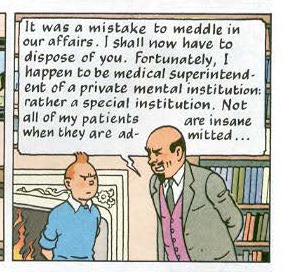 It was a mistake to meddle in
our affairs. I shall now have to
dispose of you. Fortunately, I
happen to be medical superintend-
ent of a private mental institution:
rather a special institution. Not
all of my patients are insane
when they are ad- mitted...